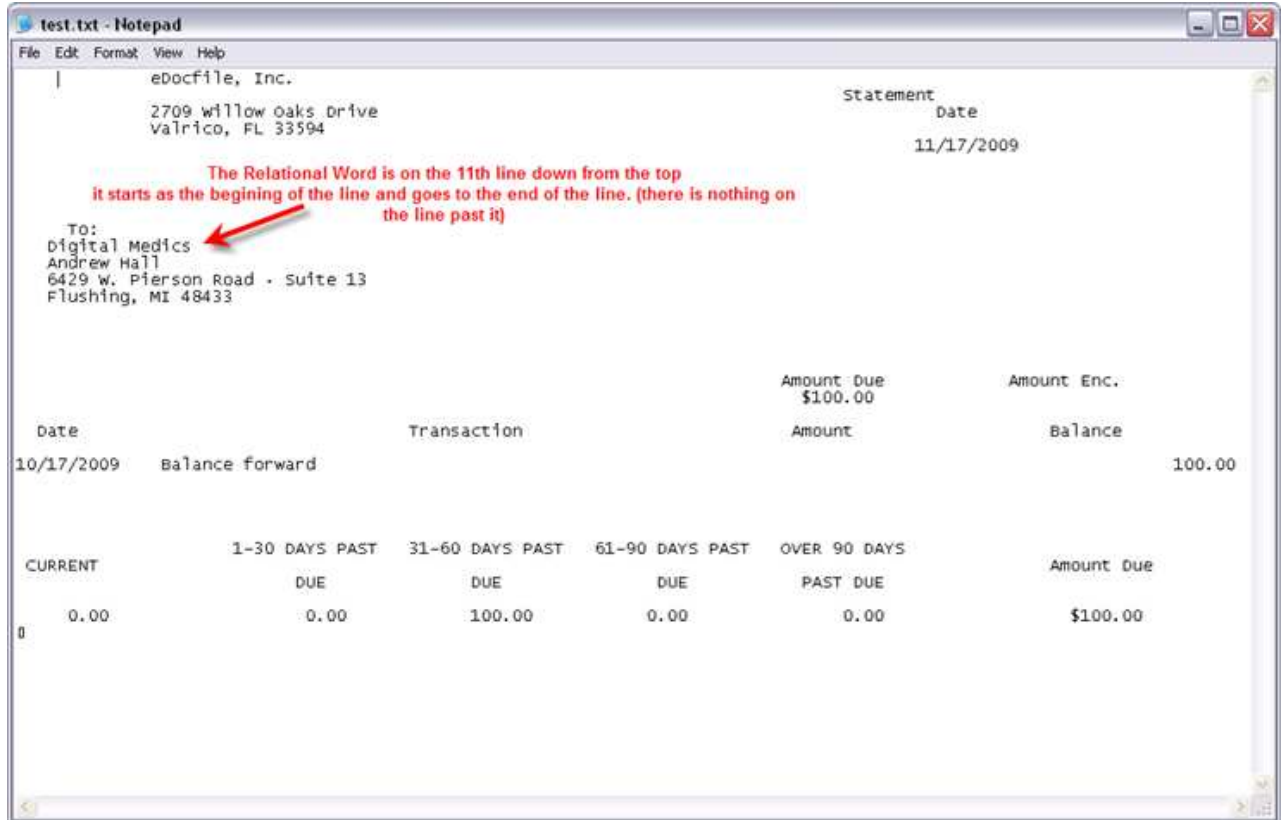 test.txt - Notepad
File Edit Format View Help
eDocfile, Inc.
Statement
2709 Willow Oaks Drive
Date
Valrico, FL 33594
11/17/2009
The Relational Word is on the 11th line down from the top
it starts as the begining of the line and goes to the end of the line. (there is nothing on
the line past it)
To:
Digital Medics
Andrew Hall
6429 W. Pierson Road - Suite 13
Flushing, MI 48433
Amount Due Amount Enc.
$100.00
Date Transaction Amount Balance
10/17/2009 Balance forward 100.00
1-30 DAYS PAST 31-60 DAYS PAST 61-90 DAYS PAST OVER 90 DAYS
CURRENT Amount Due
DUE DUE DUE PAST DUE
0.00 0.00 100.00 0.00 0.00 $100.00